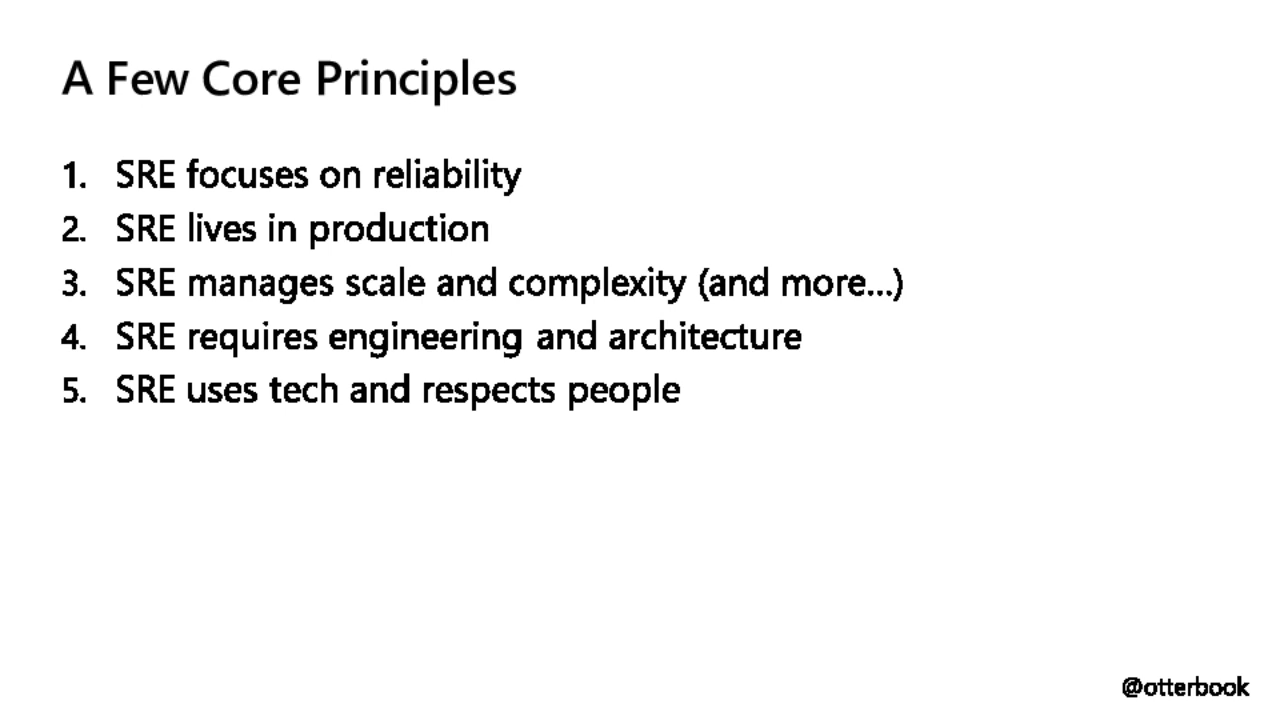 A Few Core Principles
1. SRE focuses on reliability
2. SRE lives in production
3. SRE manages scale and complexity (and more...)
4. SRE requires engineering and architecture
5. SRE uses tech and respects people
@otterbook